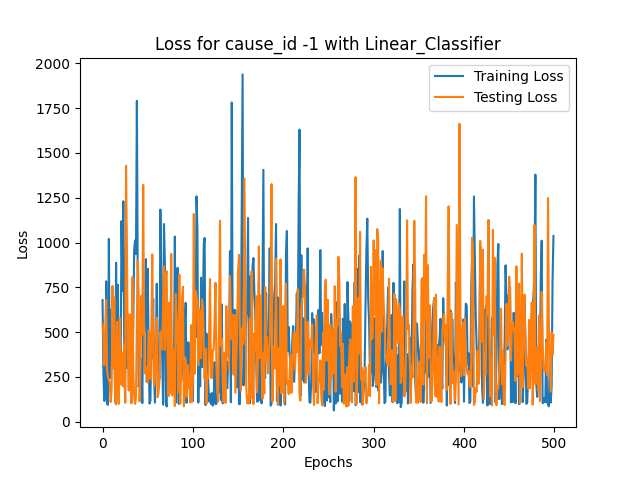 Loss for cause_id -1 with Linear_Classifier
Training Loss
Testing Loss
2000
1750
1500
1250
1000
750
500
250
0
Loss
0 100 200 300 400 500
Epochs